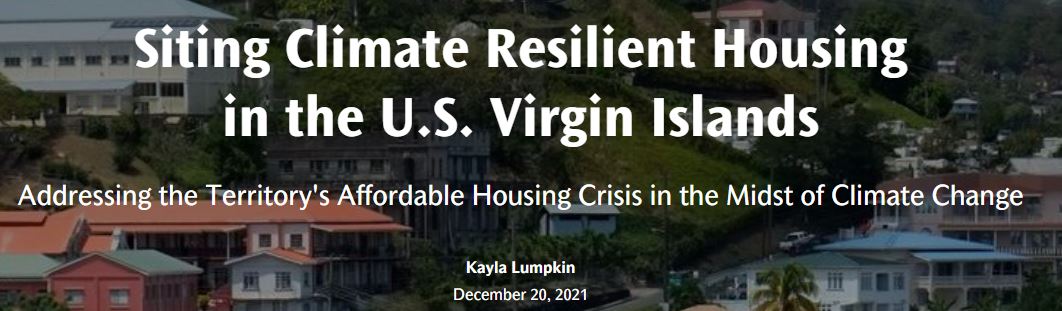 Siting Climate Resilient Housing
in the U.S. Virgin Islands
Addressing the Territory's Affordable Housing Crisis in the Midst of Climate Change
Kayla Lumpkin
December 20, 2021